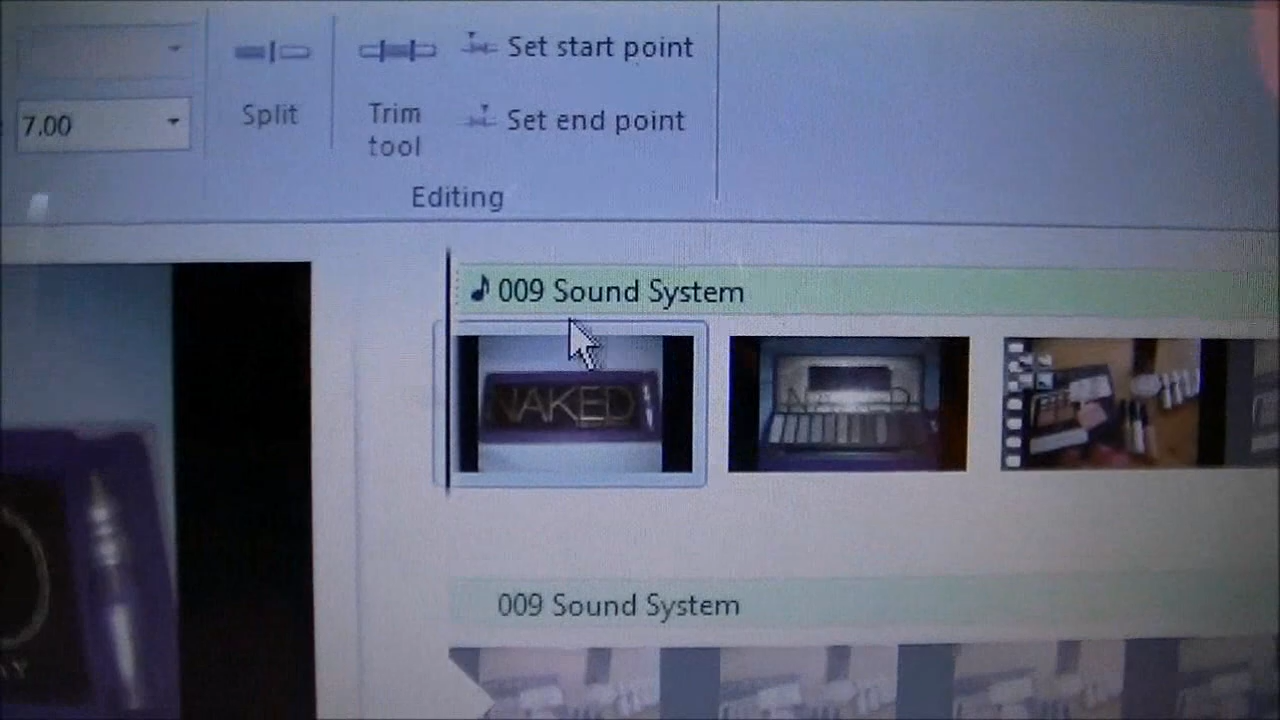 Set start point
7.00
Split
Trim
tool
Set end point
Editing
009 Sound System
NAKED
NAKED
009 Sound System